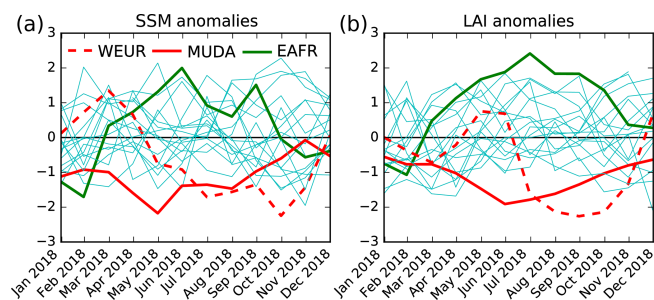 (a) SSM anomalies
WEUR MUDA EAFR
3
2
1
0
−1
−2
−3
Jan 2018
Feb 2018
Mar 2018
Apr 2018
May 2018
Jun 2018
Jul 2018
Aug 2018
Sep 2018
Oct 2018
Nov 2018
Dec 2018
(b) LAI anomalies
3
2
1
0
−1
−2
−3
Jan 2018
Feb 2018
Mar 2018
Apr 2018
May 2018
Jun 2018
Jul 2018
Aug 2018
Sep 2018
Oct 2018
Nov 2018
Dec 2018